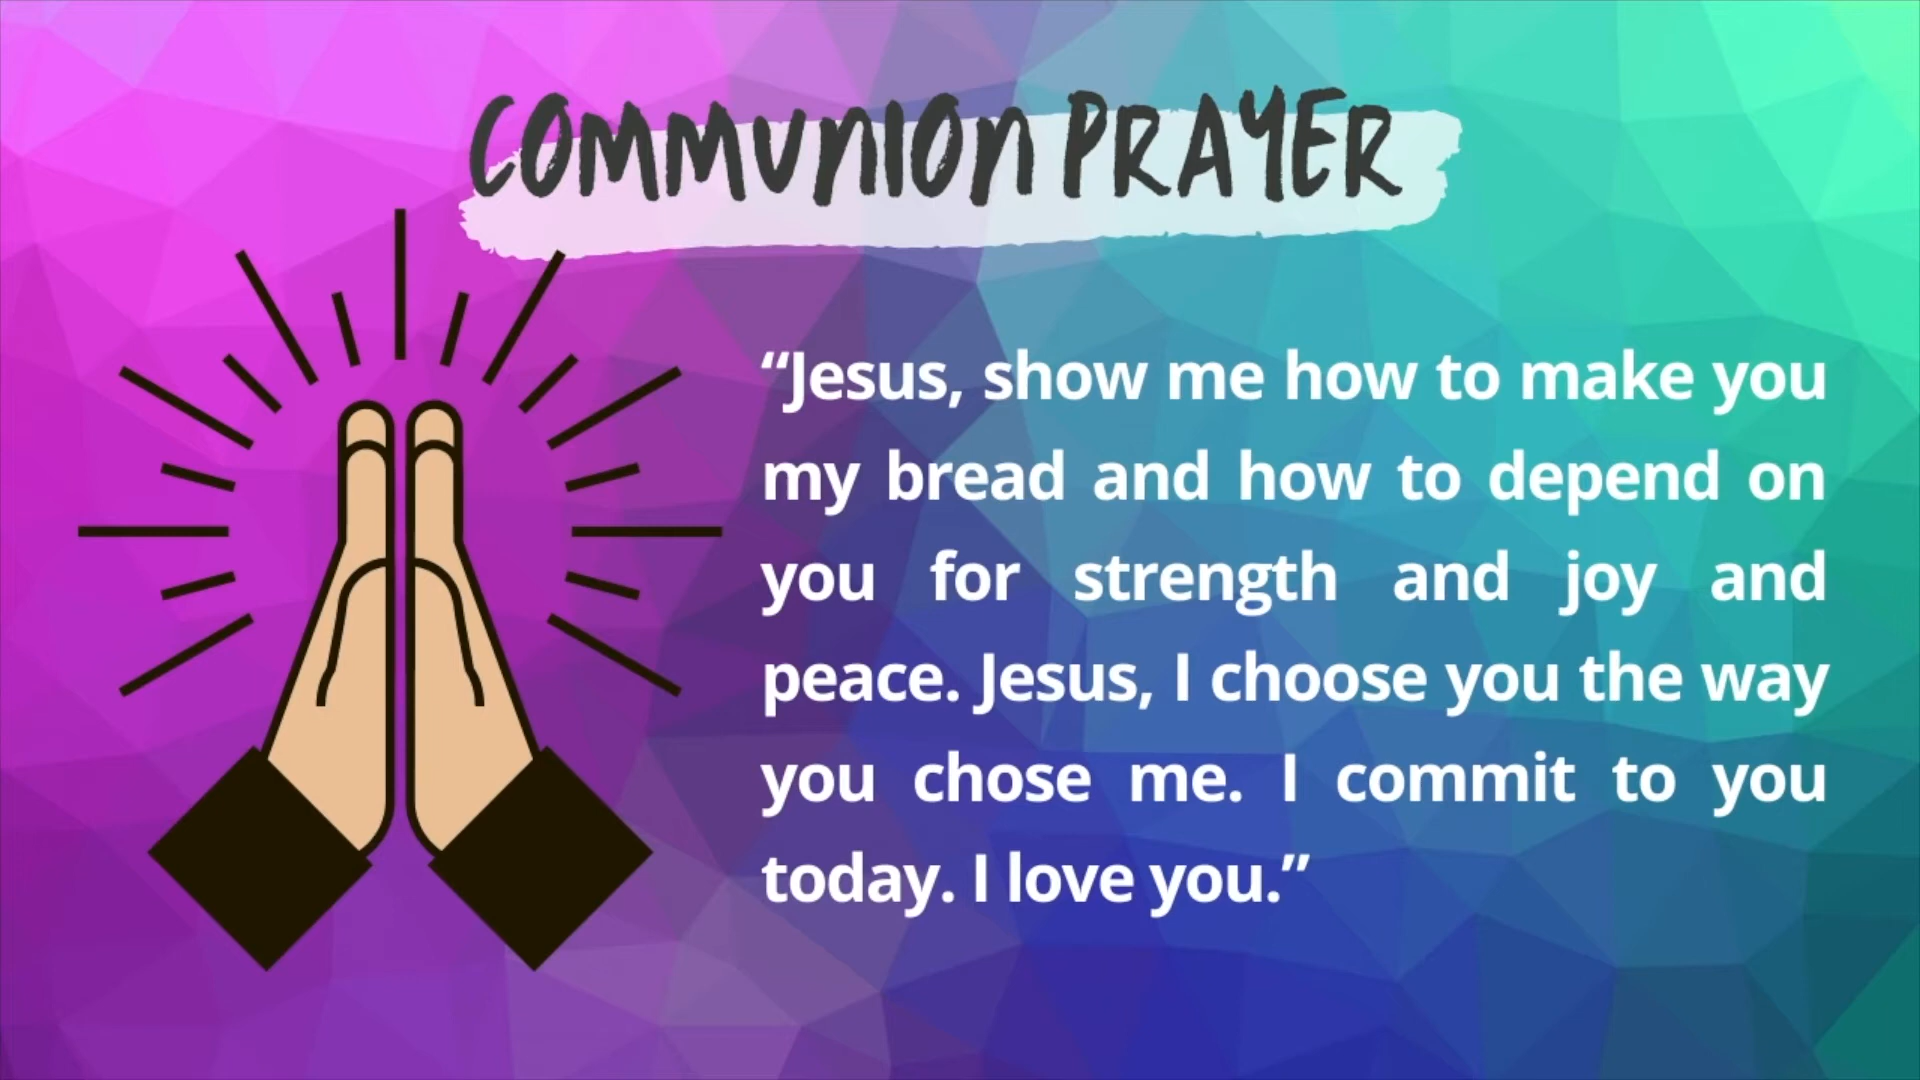 COMMUNION PRAYER
“Jesus, show me how to make you
my bread and how to depend on
you for strength and joy and
peace. Jesus, I choose you the way
you chose me. I commit to you
today. I love you.”